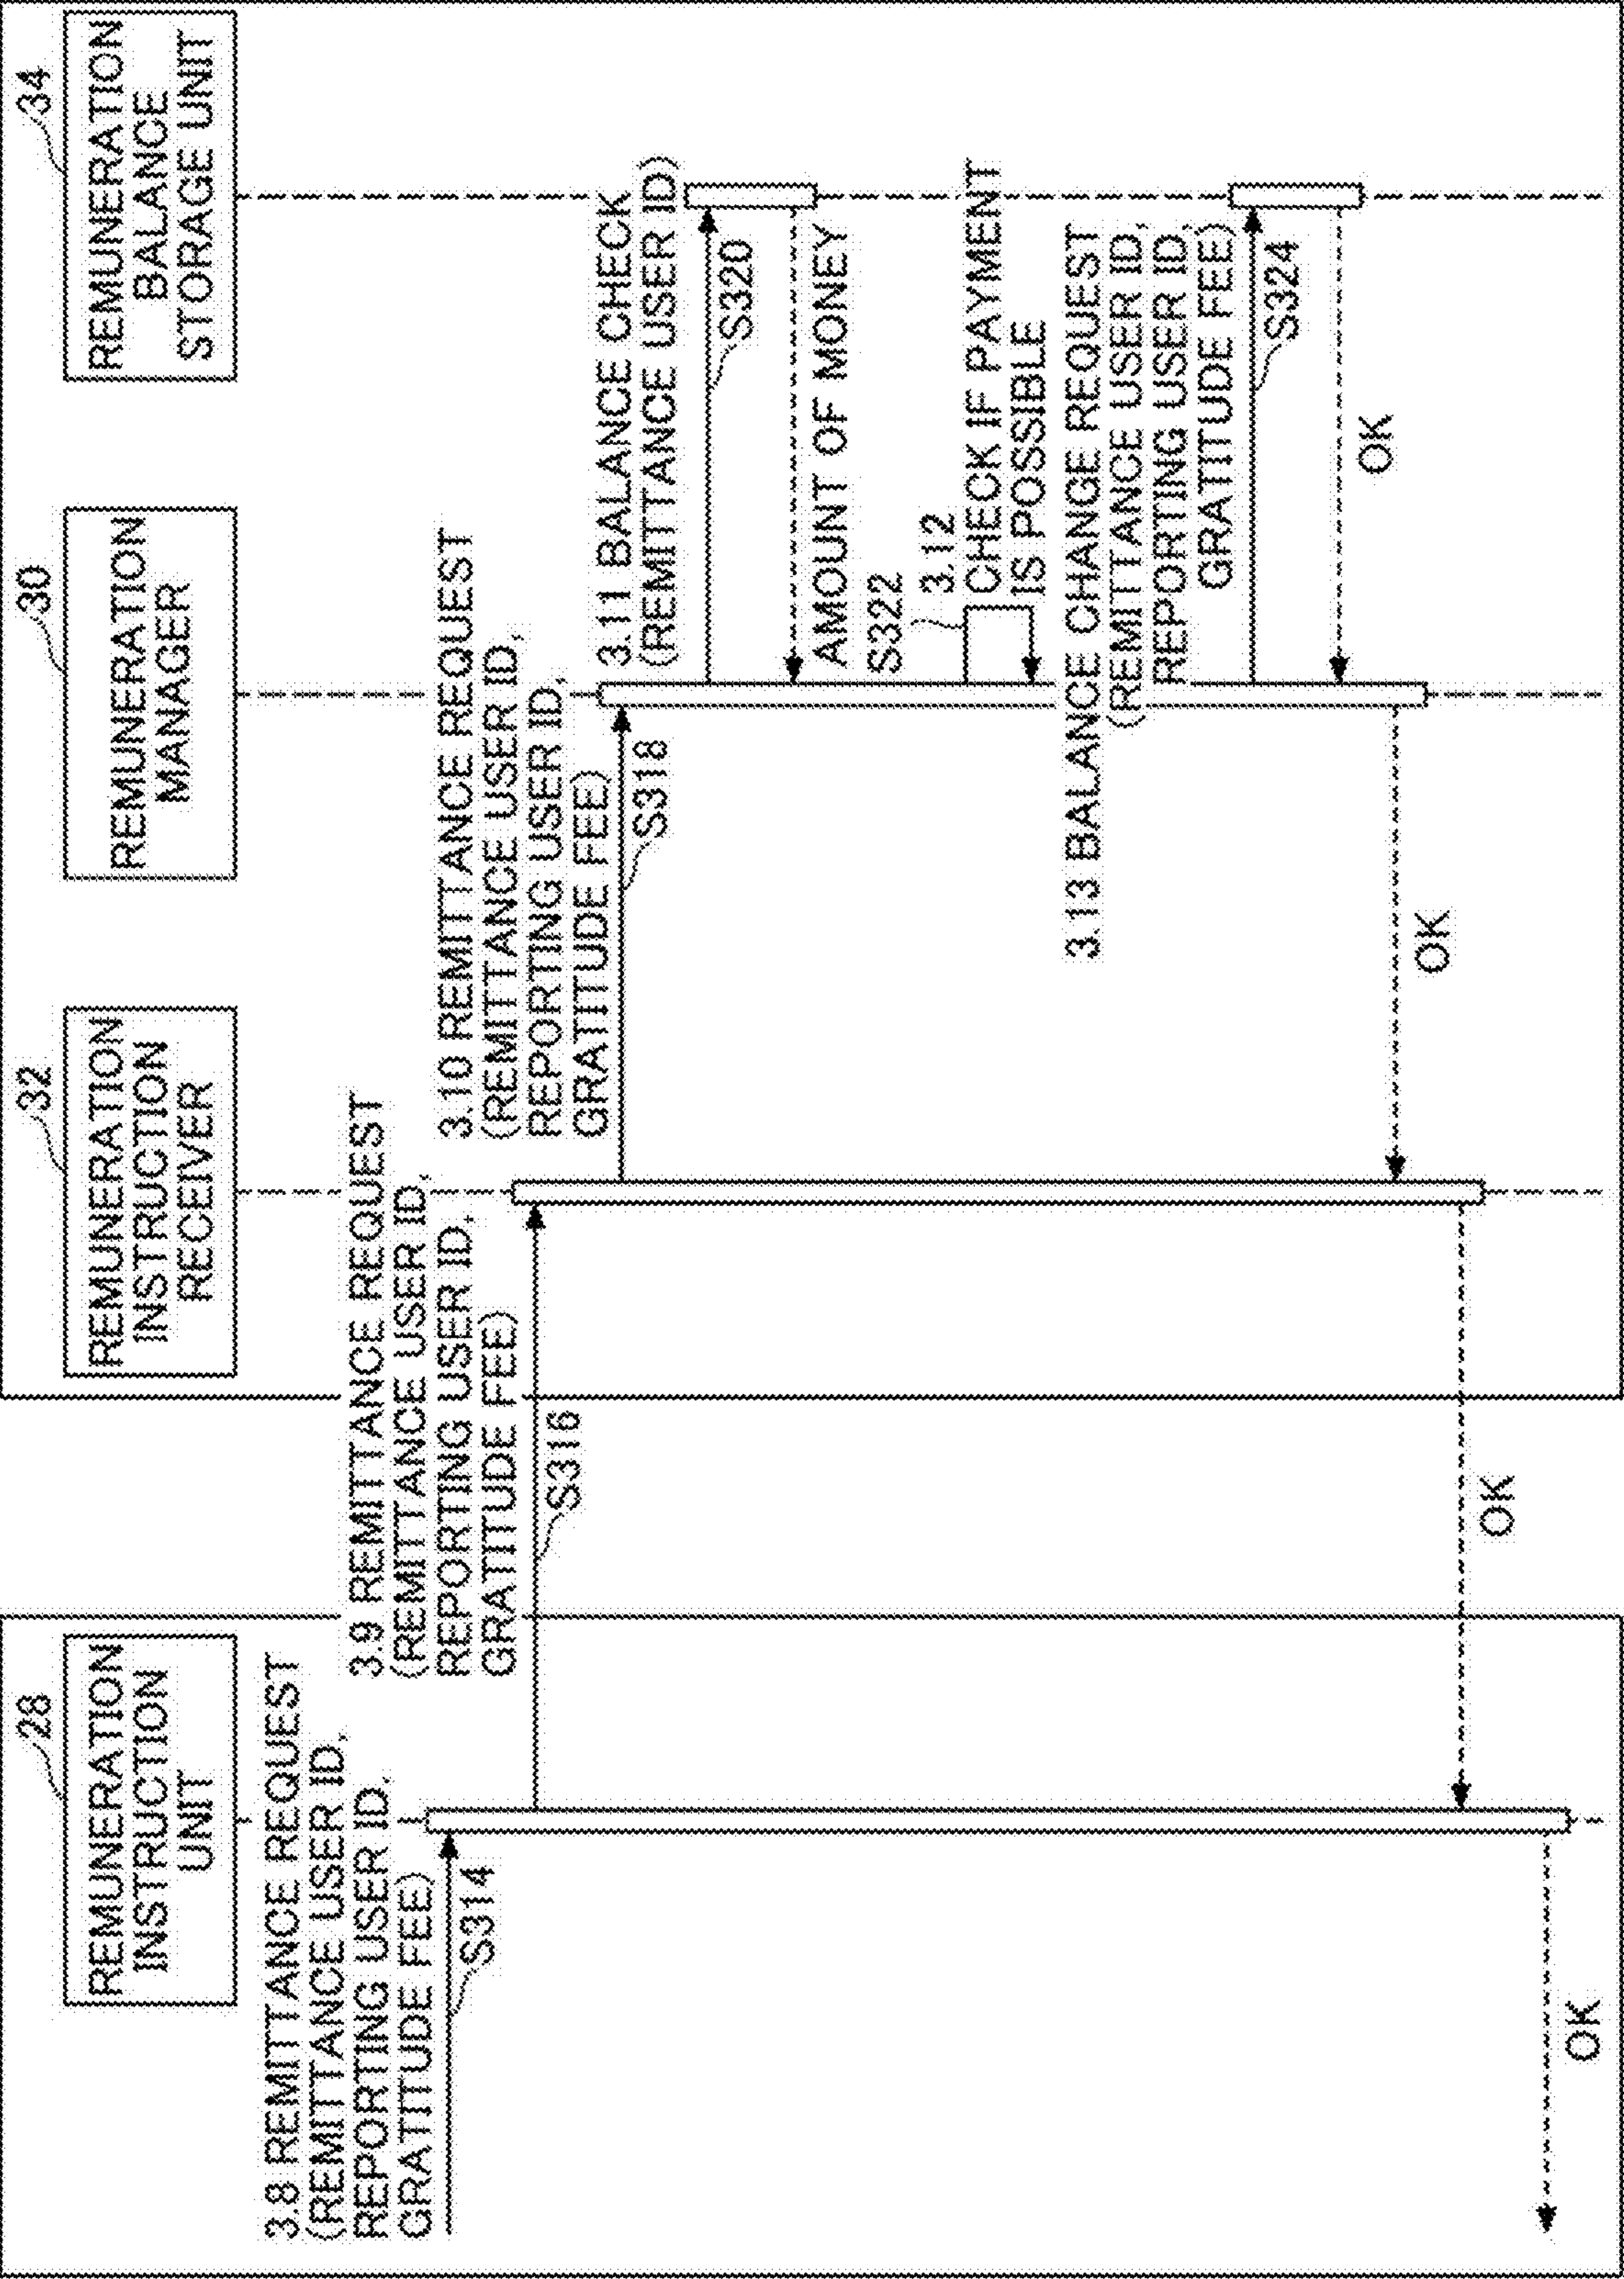 28
REMUNERATION
INSTRUCTION
UNIT
32
REMUNERATION
INSTRUCTION
RECEIVER
30
REMUNERATION
MANAGER
34
REMUNERATION
BALANCE
STORAGE UNIT
3.8 REMITTANCE REQUEST
(REMITTANCE USER ID,
REPORTING USER ID,
GRATITUDE FEE)
S314
3.9 REMITTANCE REQUEST
(REMITTANCE USER ID,
REPORTING USER ID,
GRATITUDE FEE)
S316
3.10 REMITTANCE REQUEST
(REMITTANCE USER ID,
REPORTING USER ID,
GRATITUDE FEE)
S318
3.11 BALANCE CHECK
(REMITTANCE USER ID)
S320
AMOUNT OF MONEY
S322
3.12
CHECK IF PAYMENT
IS POSSIBLE
3.13 BALANCE CHANGE REQUEST
(REMITTANCE USER ID,
REPORTING USER ID,
GRATITUDE FEE)
S324
OK
OK
OK
OK